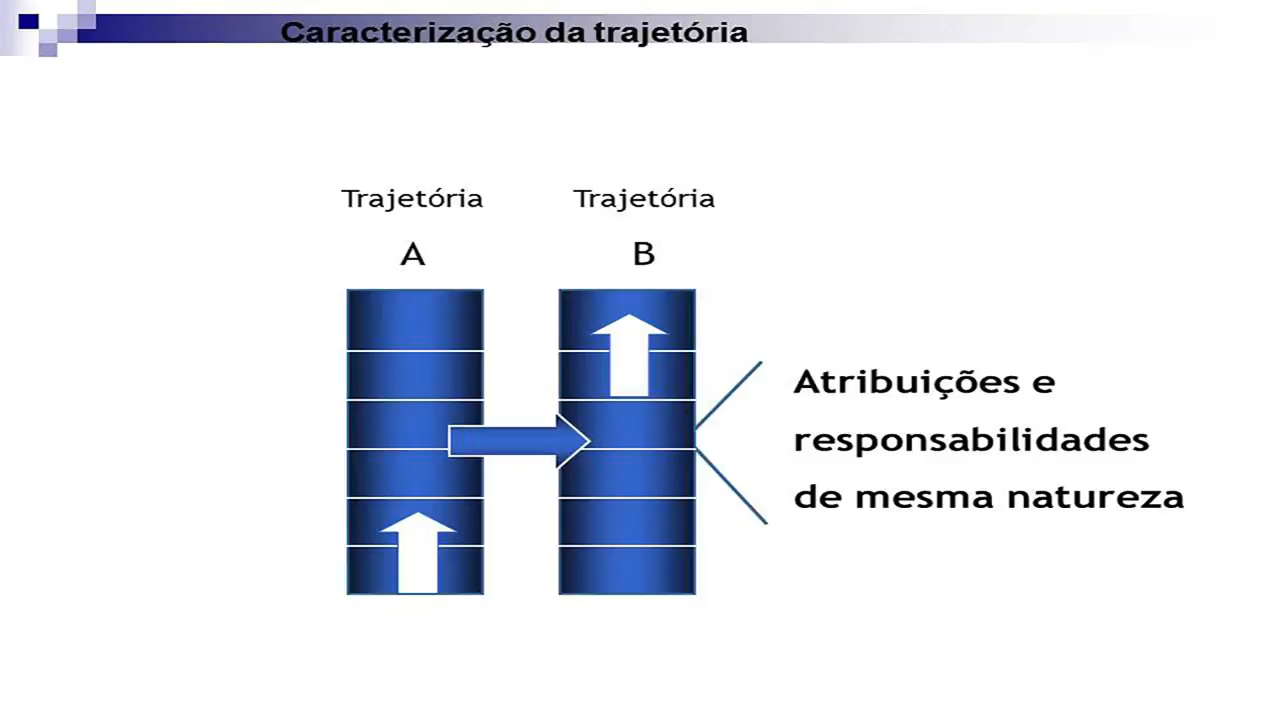 Caracterização da trajetória
Trajetória Trajetória
A B
Atribuições e
responsabilidades
de mesma natureza